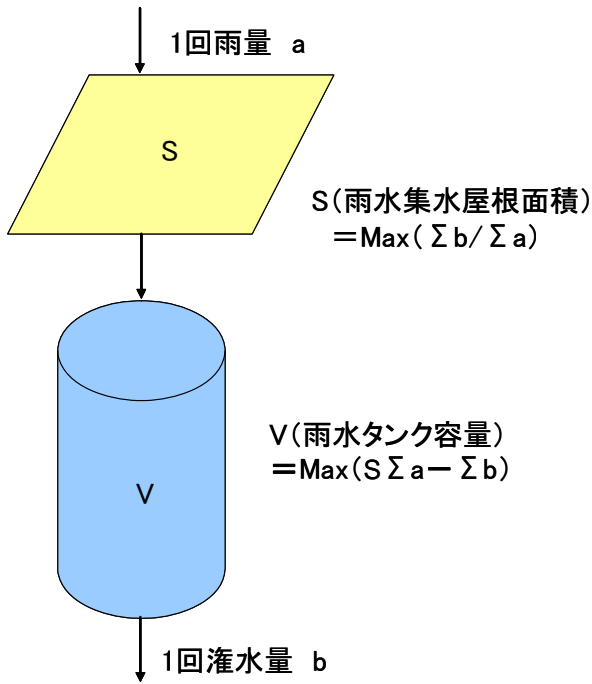 1回雨量 a
S
S(雨水集水屋根面積)
=Max(Σb/Σa)
V(雨水タンク容量)
=Max(SΣa-Σb)
V
1回潅水量 b